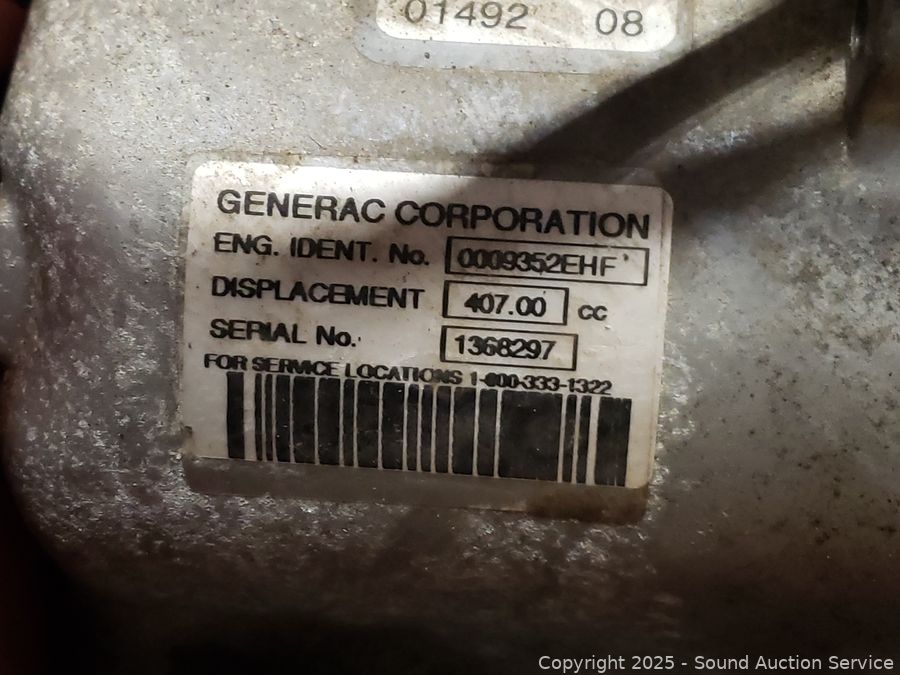 01492 08
GENERAC CORPORATION
ENG. IDENT. No. 0009352EHF
DISPLACEMENT 407.00 cc
SERIAL No. 1368297
FOR SERVICE LOCATIONS 1-800-333-1322
Copyright © 2025 - Sound Auction Service